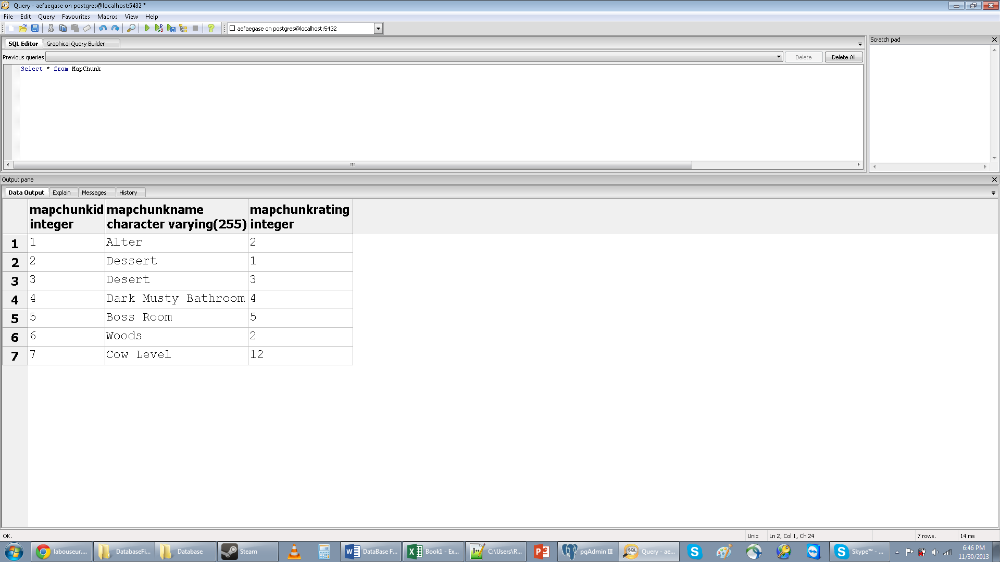 Query - aefaegase on postgres@localhost:5432 *
File Edit Query Favourites Macros View Help
aefaegase on postgres@localhost:5432
SQL Editor Graphical Query Builder
Scratch pad
Previous queries Delete Delete All
Select * from MapChunk
Output pane
Data Output Explain Messages History
mapchunkid mapchunkname mapchunkrating
integer character varying(255) integer
1 1 Alter 2
2 2 Dessert 1
3 3 Desert 3
4 4 Dark Musty Bathroom 4
5 5 Boss Room 5
6 6 Woods 2
7 7 Cow Level 12
OK. Unix Ln 2, Col 1, Ch 24 7 rows. 14 ms
labouseur.... DatabaseFi... Database Steam DataBase F... Book1 - Ex... C:\Users\R... pgAdmin III Query - ae... Skype™ - ... 6:46 PM
11/30/2013